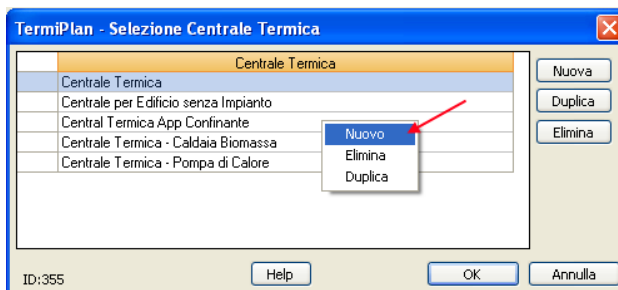 TermiPlan - Selezione Centrale Termica
Centrale Termica
Centrale Termica
Centrale per Edificio senza Impianto
Central Termica App Confinante
Centrale Termica - Caldaia Biomassa
Centrale Termica - Pompa di Calore
Nuovo
Elimina
Duplica
Nuova
Duplica
Elimina
ID:355
Help
OK
Annulla